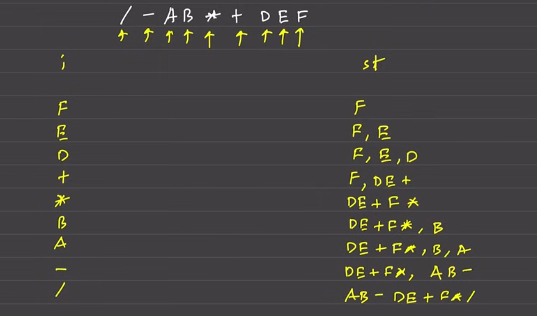 / - A B * + D E F
i st
F F
E F, E
D F, E, D
+ F, DE+
* DE+F*
B DE+F*, B
A DE+F*, B, A
- DE+F*, AB-
/ AB-DE+F*/